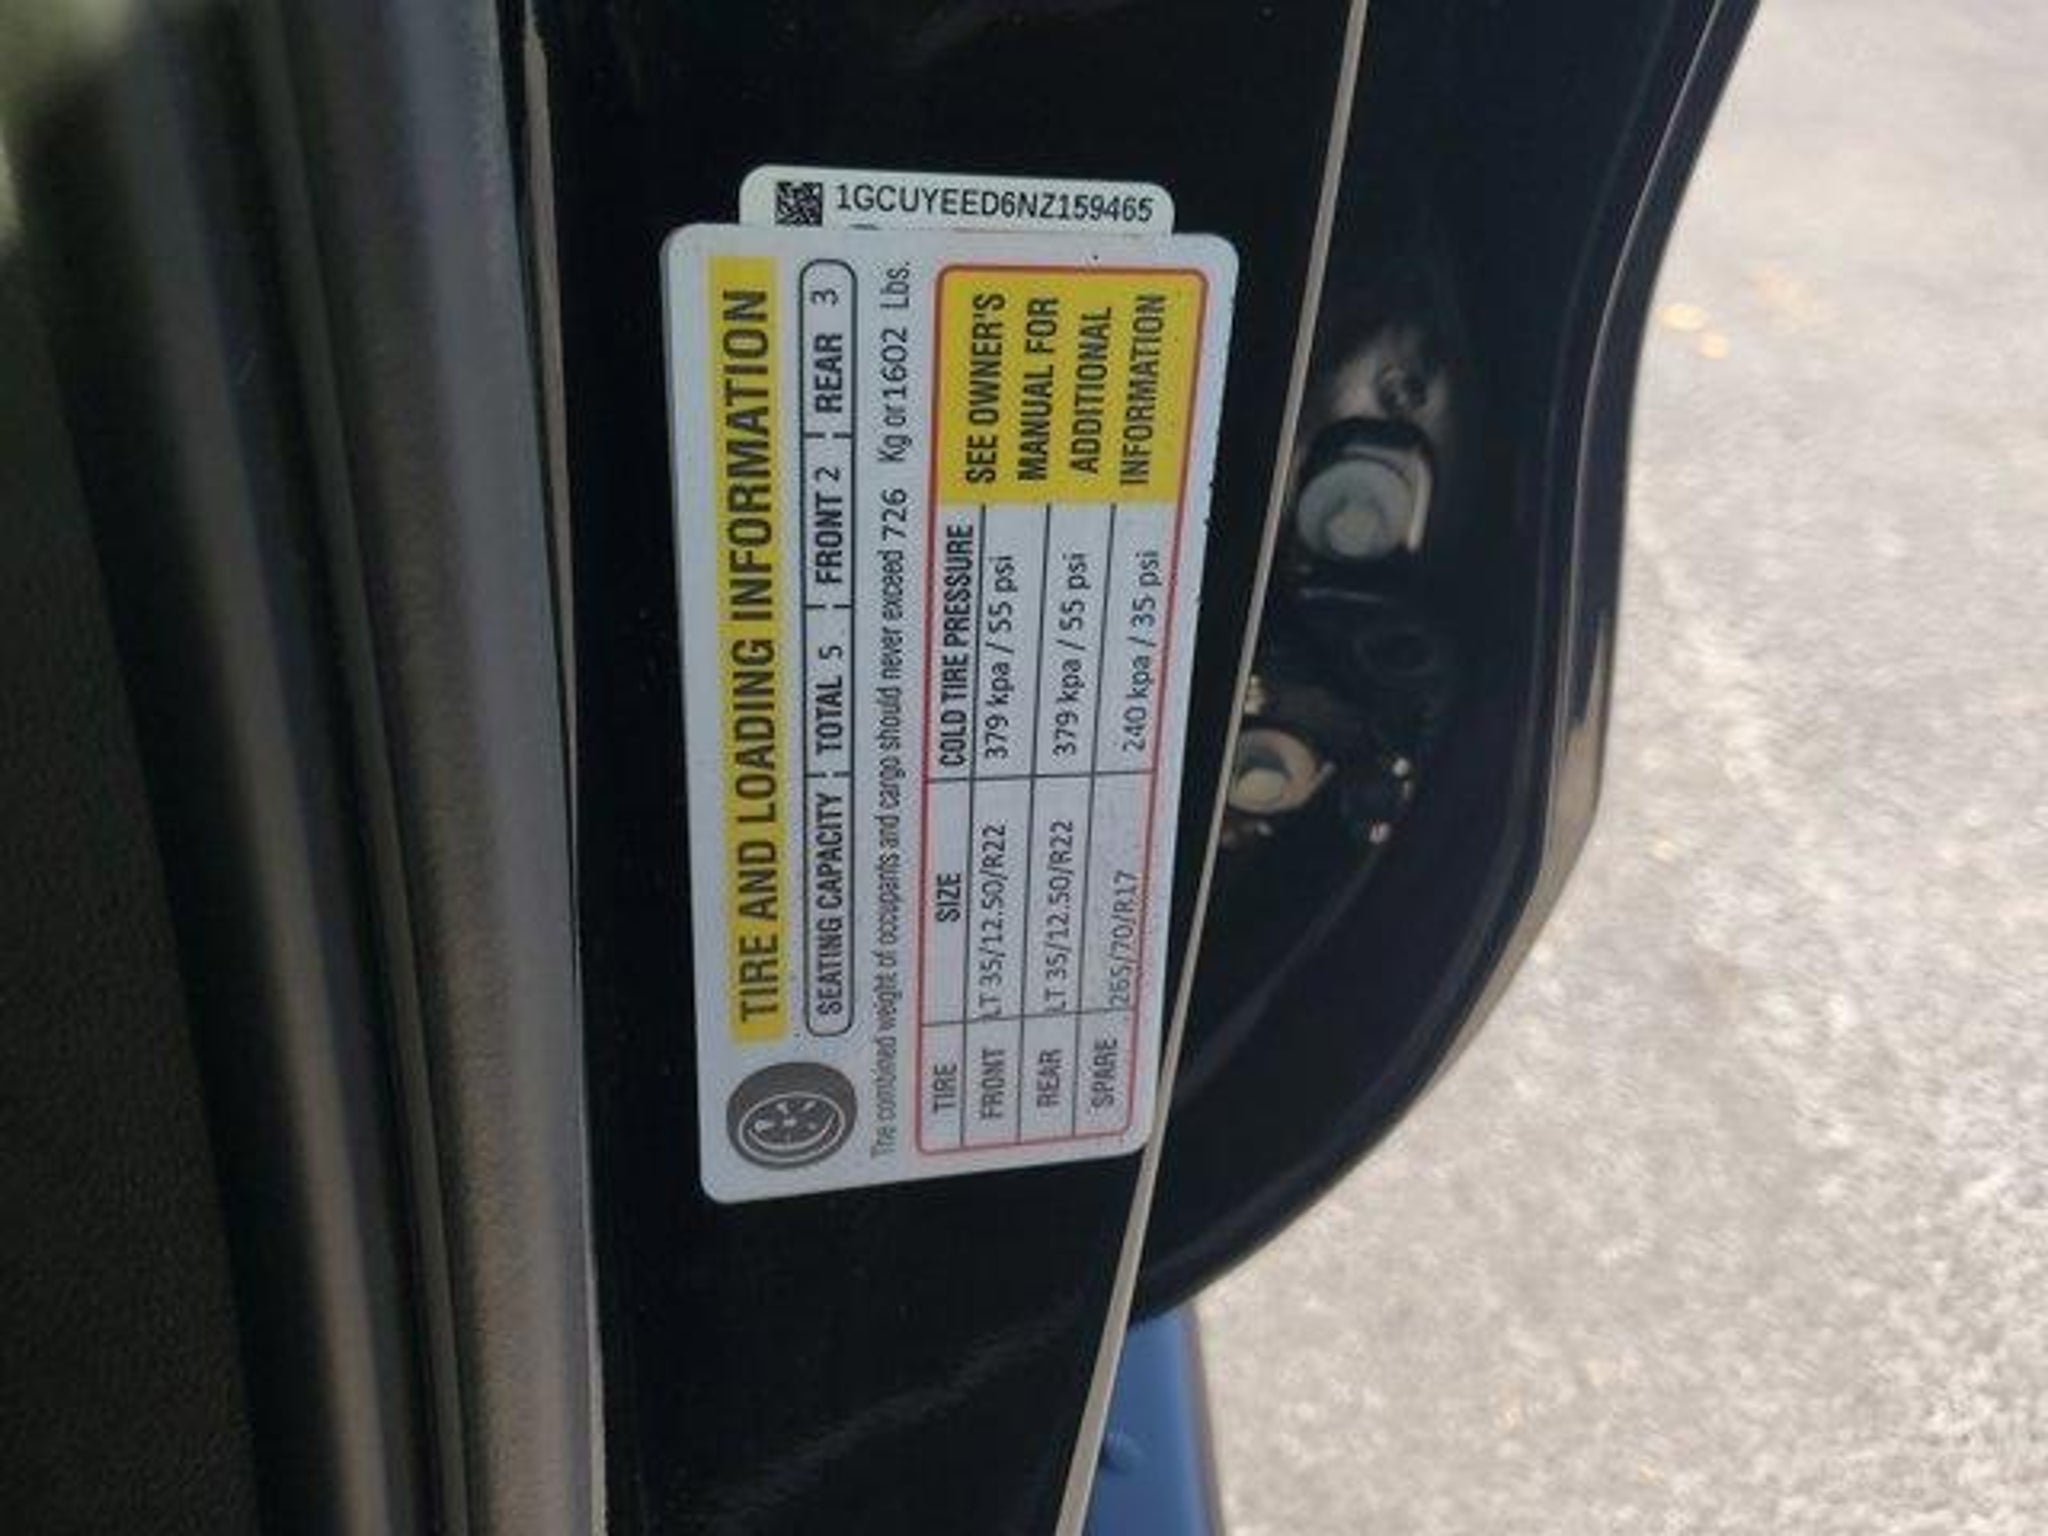 1GCUYEED6NZ159465
TIRE AND LOADING INFORMATION
SEATING CAPACITY TOTAL 5 FRONT 2 REAR 3
The combined weight of occupants and cargo should never exceed 726 Kg or 1602 Lbs.
TIRE SIZE COLD TIRE PRESSURE
FRONT LT 35/12.50/R22 379 kpa / 55 psi
REAR LT 35/12.50/R22 379 kpa / 55 psi
SPARE 265/70/R17 240 kpa / 35 psi
SEE OWNER'S
MANUAL FOR
ADDITIONAL
INFORMATION